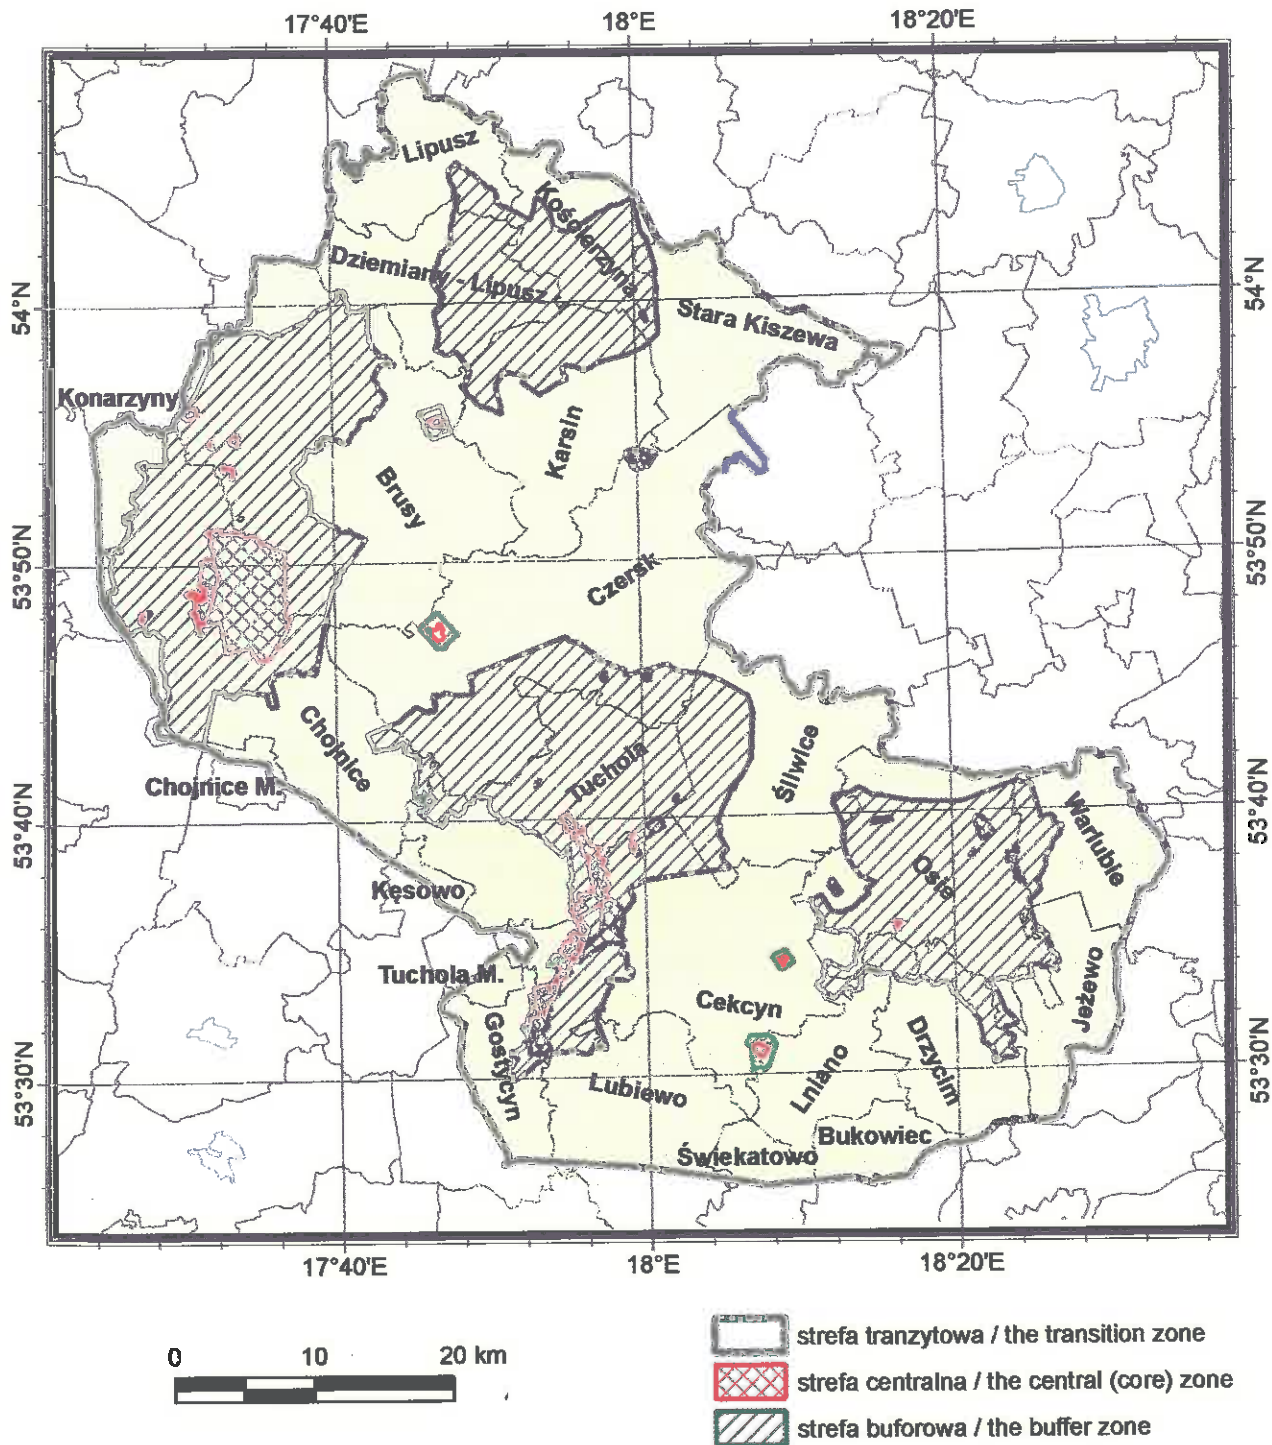 17°40'E 18°E 18°20'E
Lipusz
Kościerzyna
Dziemiany - Lipusz
54°N
54°N
Stara Kiszewa
Konarzyny
Karsin
Brusy
53°50'N
53°50'N
Czersk
Chojnice
Tuchola
Śliwice
Chojnice M.
53°40'N
53°40'N
Warlubie
Osie
Kęsowo
Tuchola M.
Cekcyn
Jeżewo
Gostycyn
Drzycim
Lniano
53°30'N
53°30'N
Lubiewo
Bukowiec
Świekatowo
17°40'E 18°E 18°20'E
0 10 20 km
strefa tranzytowa / the transition zone
strefa centralna / the central (core) zone
strefa buforowa / the buffer zone